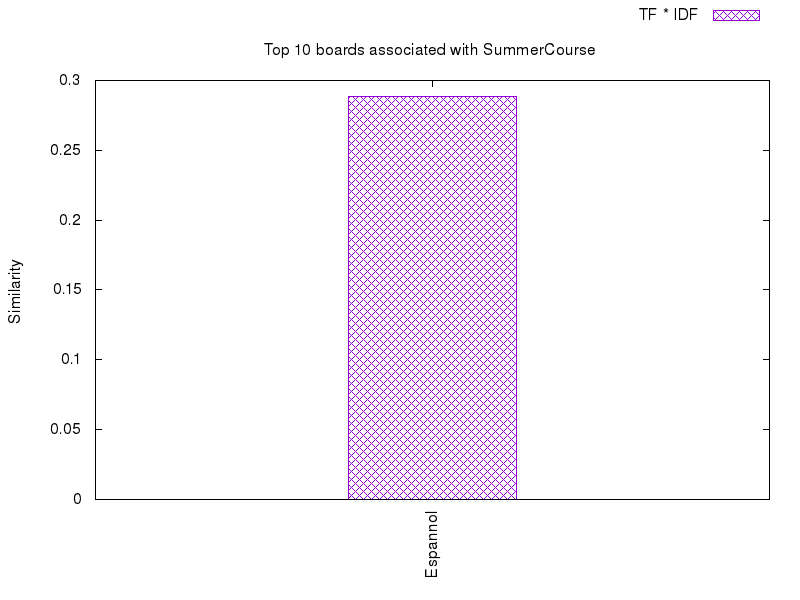 TF * IDF
Top 10 boards associated with SummerCourse
0.3
0.25
0.2
0.15
0.1
0.05
0
Similarity
Espannol